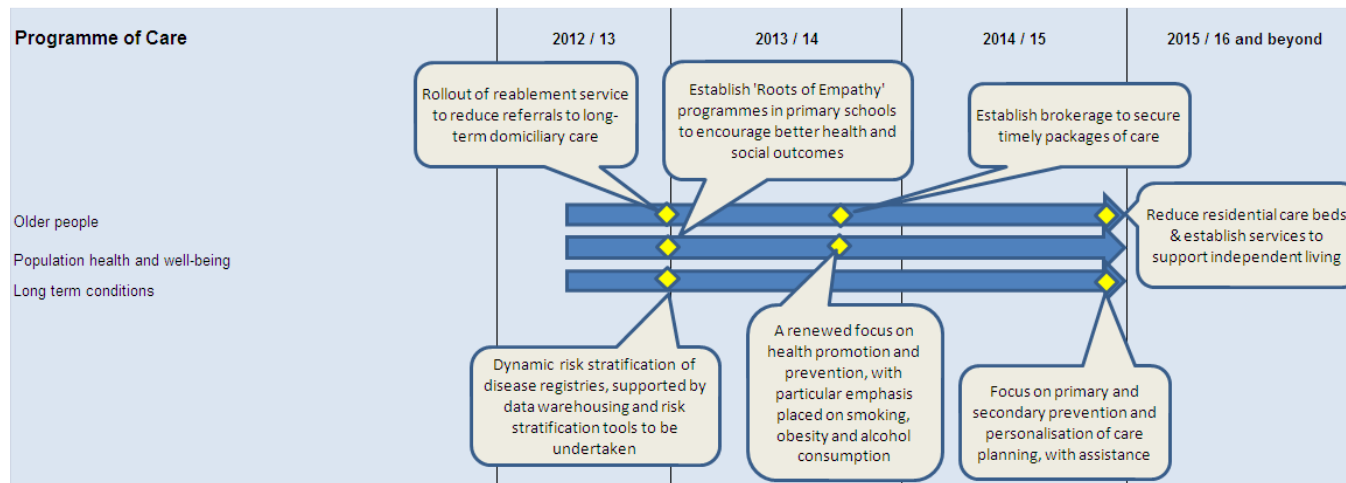 Programme of Care
2012 / 13
2013 / 14
2014 / 15
2015 / 16 and beyond
Rollout of reablement service
to reduce referrals to long-
term domiciliary care
Establish 'Roots of Empathy'
programmes in primary schools
to encourage better health and
social outcomes
Establish brokerage to secure
timely packages of care
Older people
Population health and well-being
Long term conditions
Reduce residential care beds
& establish services to
support independent living
Dynamic risk stratification of
disease registries, supported by
data warehousing and risk
stratification tools to be
undertaken
A renewed focus on
health promotion and
prevention, with
particular emphasis
placed on smoking,
obesity and alcohol
consumption
Focus on primary and
secondary prevention and
personalisation of care
planning, with assistance